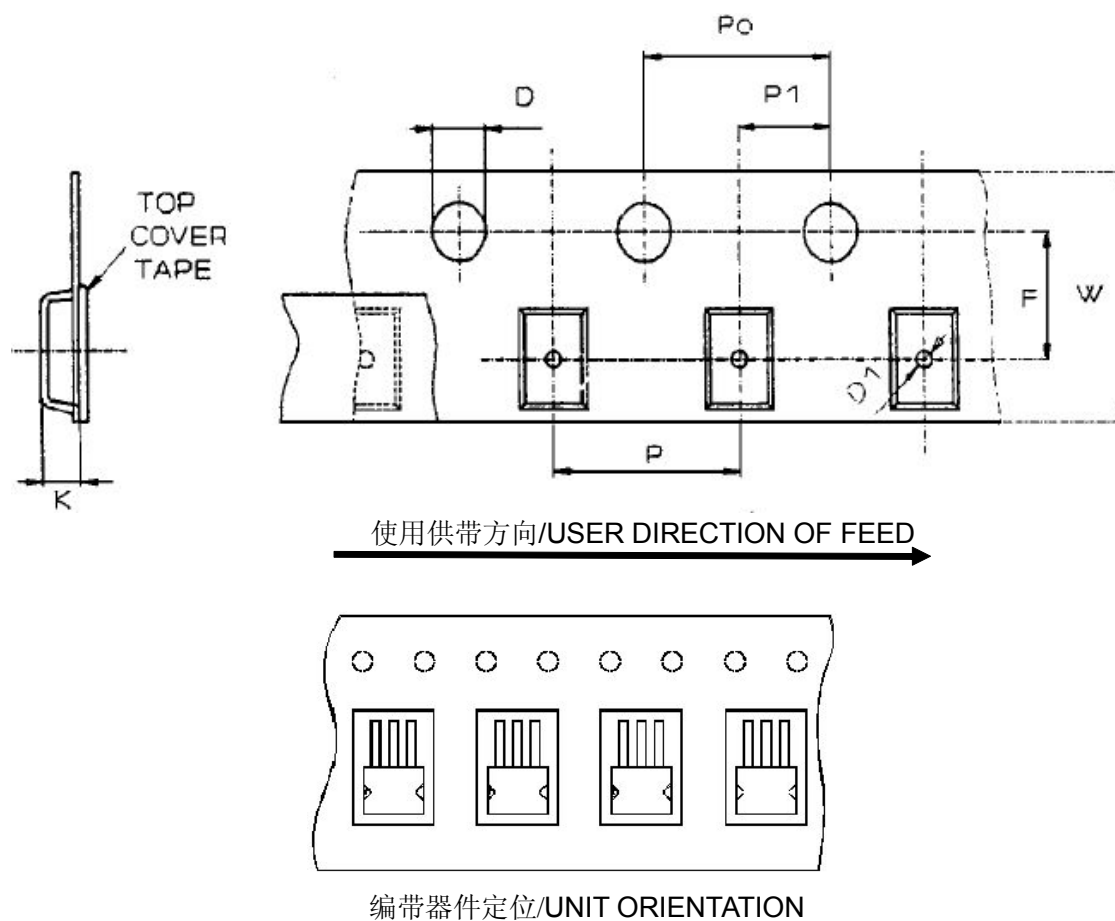 Po
D
P1
TOP
COVER
TAPE
F
W
D1
P
K
使用供带方向/USER DIRECTION OF FEED
编带器件定位/UNIT ORIENTATION